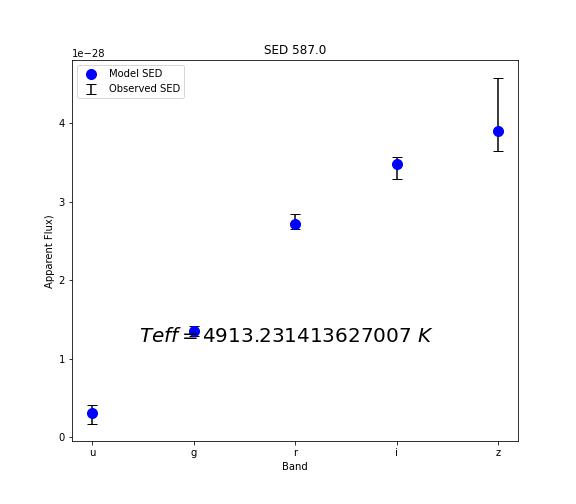 SED 587.0
1e−28
Model SED
Observed SED
4
3
2
1
0
Apparent Flux)
Teff = 4913.231413627007 K
u g r i z
Band